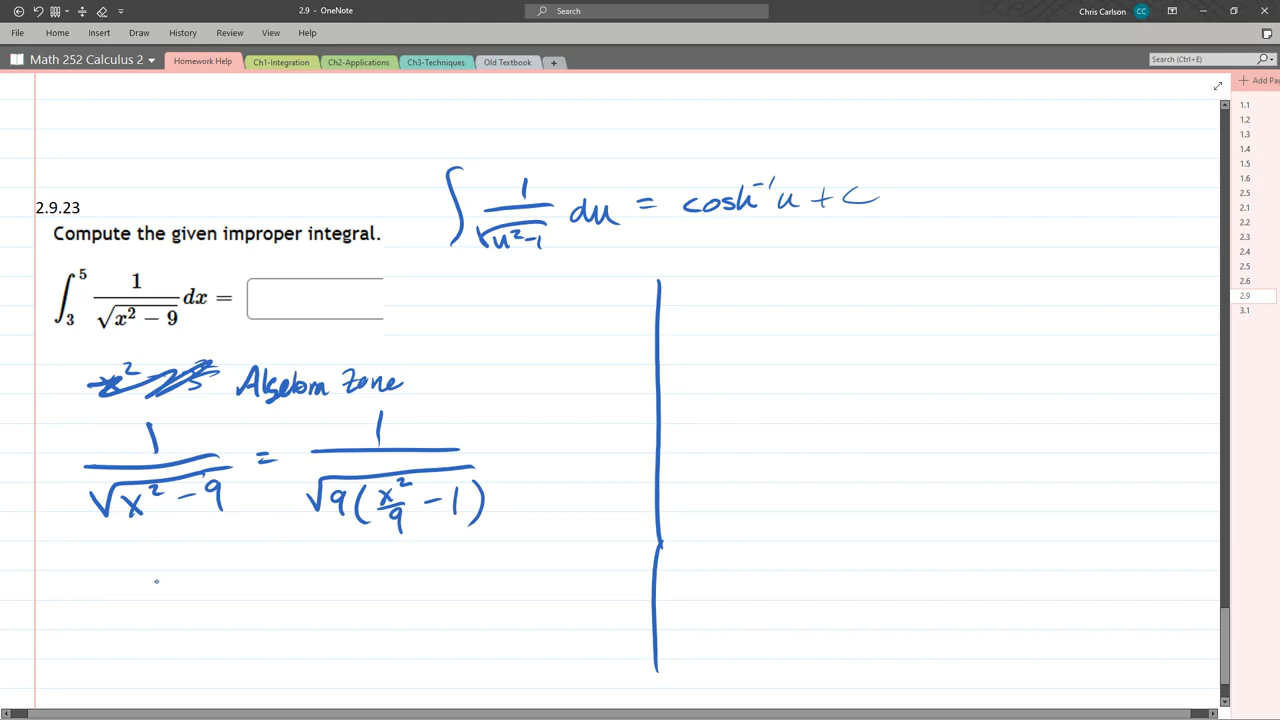 2.9 - OneNote
Search
Chris Carlson CC
File Home Insert Draw History Review View Help
Math 252 Calculus 2 Homework Help Ch1-Integration Ch2-Applications Ch3-Techniques Old Textbook + Search (Ctrl+E)
+ Add Pag
1.1
1.2
1.3
1.4
1.5
1.6
2.5
2.1
2.2
2.3
2.4
2.5
2.6
2.9
3.1
∫ 1/√(u²-1) du = cosh⁻¹u + C
2.9.23
Compute the given improper integral.
∫₃⁵ 1/√(x² − 9) dx =
Algebra Zone
1/√(x² - 9) = 1/√(9(x²/9 - 1))